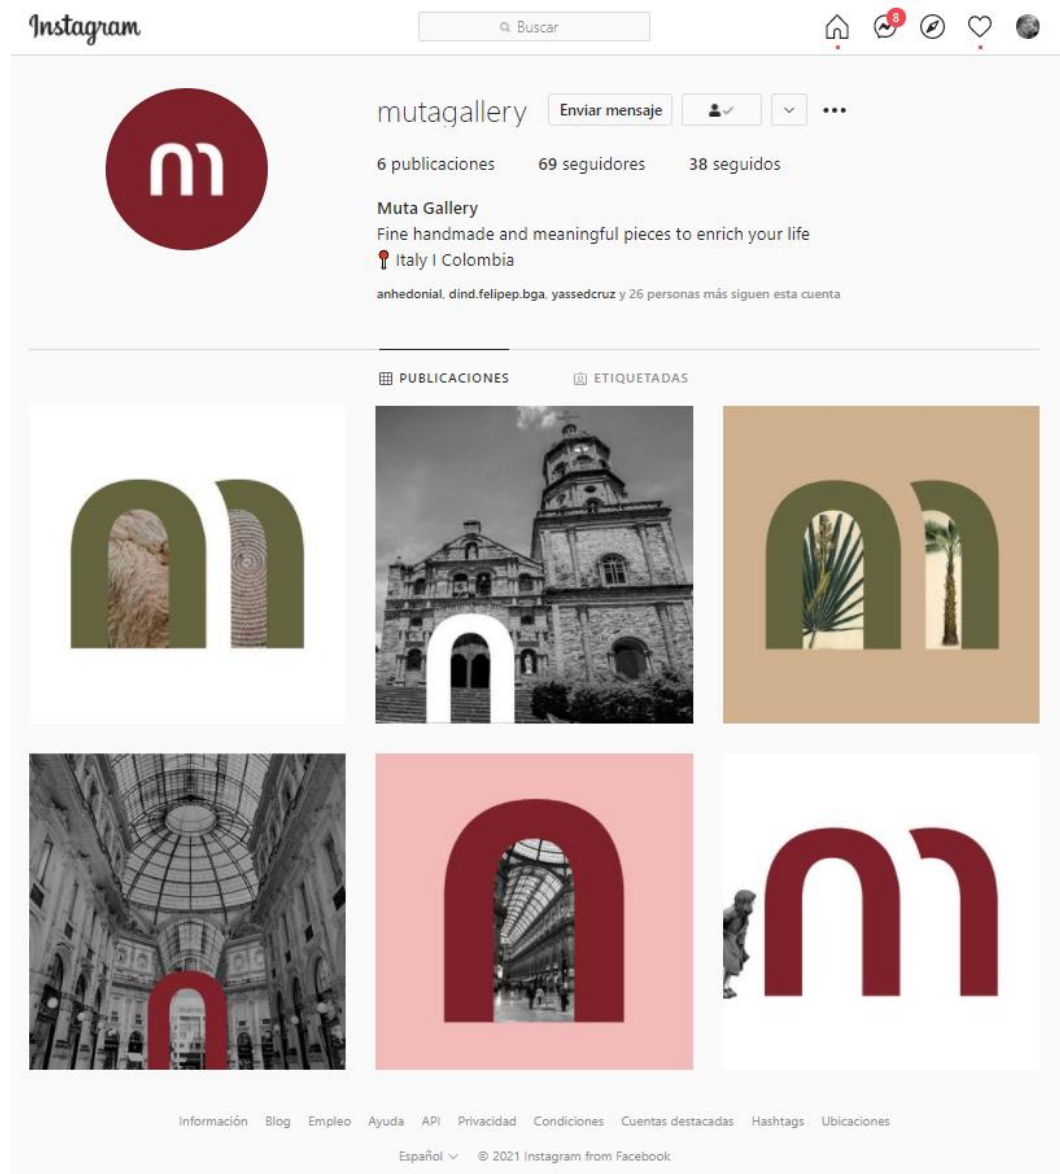 Instagram
Buscar
8
mutagallery Enviar mensaje
6 publicaciones 69 seguidores 38 seguidos
Muta Gallery
Fine handmade and meaningful pieces to enrich your life
Italy I Colombia
anhedonial, dind.felipep.bga, yassedcruz y 26 personas más siguen esta cuenta
PUBLICACIONES ETIQUETADAS
Información Blog Empleo Ayuda API Privacidad Condiciones Cuentas destacadas Hashtags Ubicaciones
Español © 2021 Instagram from Facebook